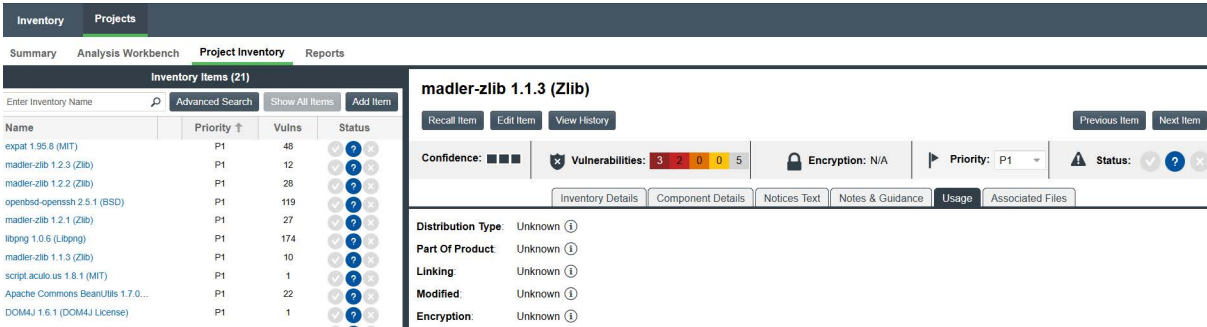 Inventory Projects
Summary Analysis Workbench Project Inventory Reports
Inventory Items (21)
Enter Inventory Name Advanced Search Show All Items Add Item
Name Priority ↑ Vulns Status
expat 1.95.8 (MIT) P1 48
madler-zlib 1.2.3 (Zlib) P1 12
madler-zlib 1.2.2 (Zlib) P1 28
openbsd-openssh 2.5.1 (BSD) P1 119
madler-zlib 1.2.1 (Zlib) P1 27
libpng 1.0.6 (Libpng) P1 174
madler-zlib 1.1.3 (Zlib) P1 10
script.aculo.us 1.8.1 (MIT) P1 1
Apache Commons BeanUtils 1.7.0... P1 22
DOM4J 1.6.1 (DOM4J License) P1 1
madler-zlib 1.1.3 (Zlib)
Recall Item Edit Item View History Previous Item Next Item
Confidence: Vulnerabilities: 3 2 0 0 5 Encryption: N/A Priority: P1 Status:
Inventory Details Component Details Notices Text Notes & Guidance Usage Associated Files
Distribution Type: Unknown
Part Of Product: Unknown
Linking: Unknown
Modified: Unknown
Encryption: Unknown